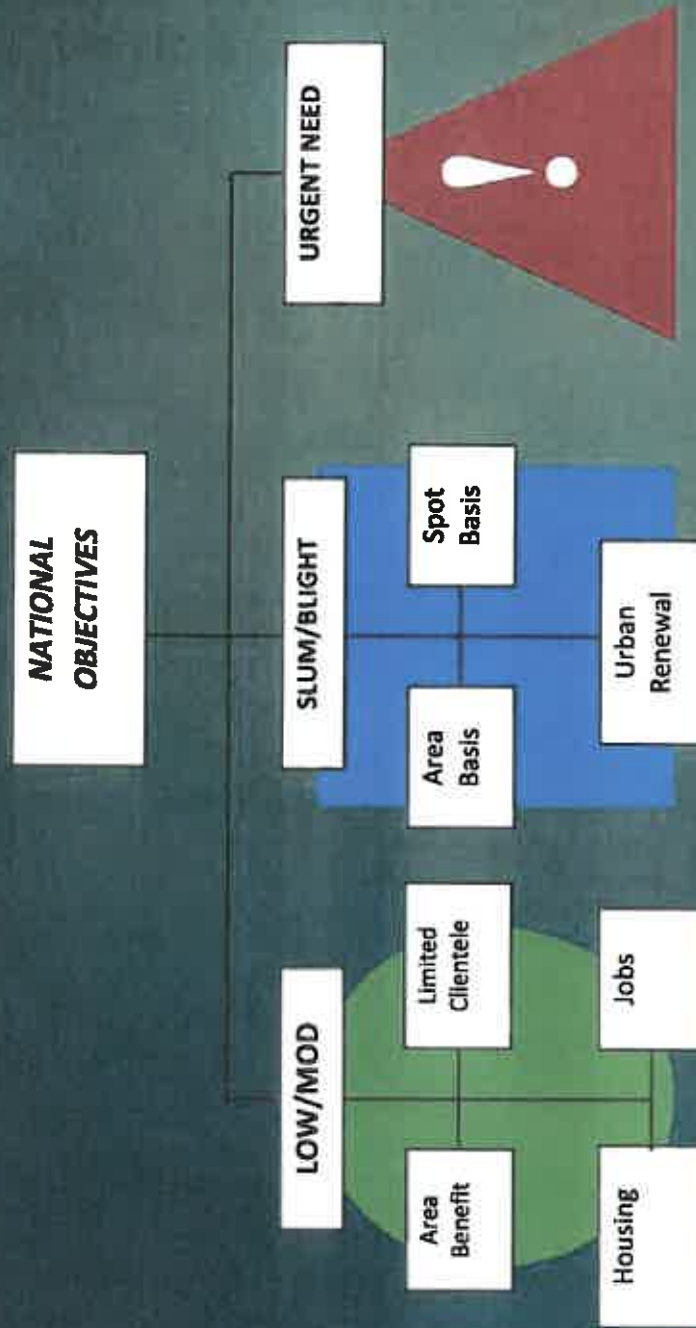 NATIONAL
OBJECTIVES
LOW/MOD
SLUM/BLIGHT
URGENT NEED
Area
Benefit
Limited
Clientele
Area
Basis
Spot
Basis
Housing
Jobs
Urban
Renewal
!